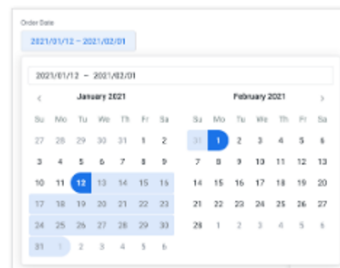 Order Date
2021/01/12 – 2021/02/01
2021/01/12 – 2021/02/01
‹ January 2021 February 2021 ›
Su Mo Tu We Th Fr Sa Su Mo Tu We Th Fr Sa
27 28 29 30 31 1 2 31 1 2 3 4 5 6
3 4 5 6 7 8 9 7 8 9 10 11 12 13
10 11 12 13 14 15 16 14 15 16 17 18 19 20
17 18 19 20 21 22 23 21 22 23 24 25 26 27
24 25 26 27 28 29 30 28 1 2 3 4 5 6
31 1 2 3 4 5 6